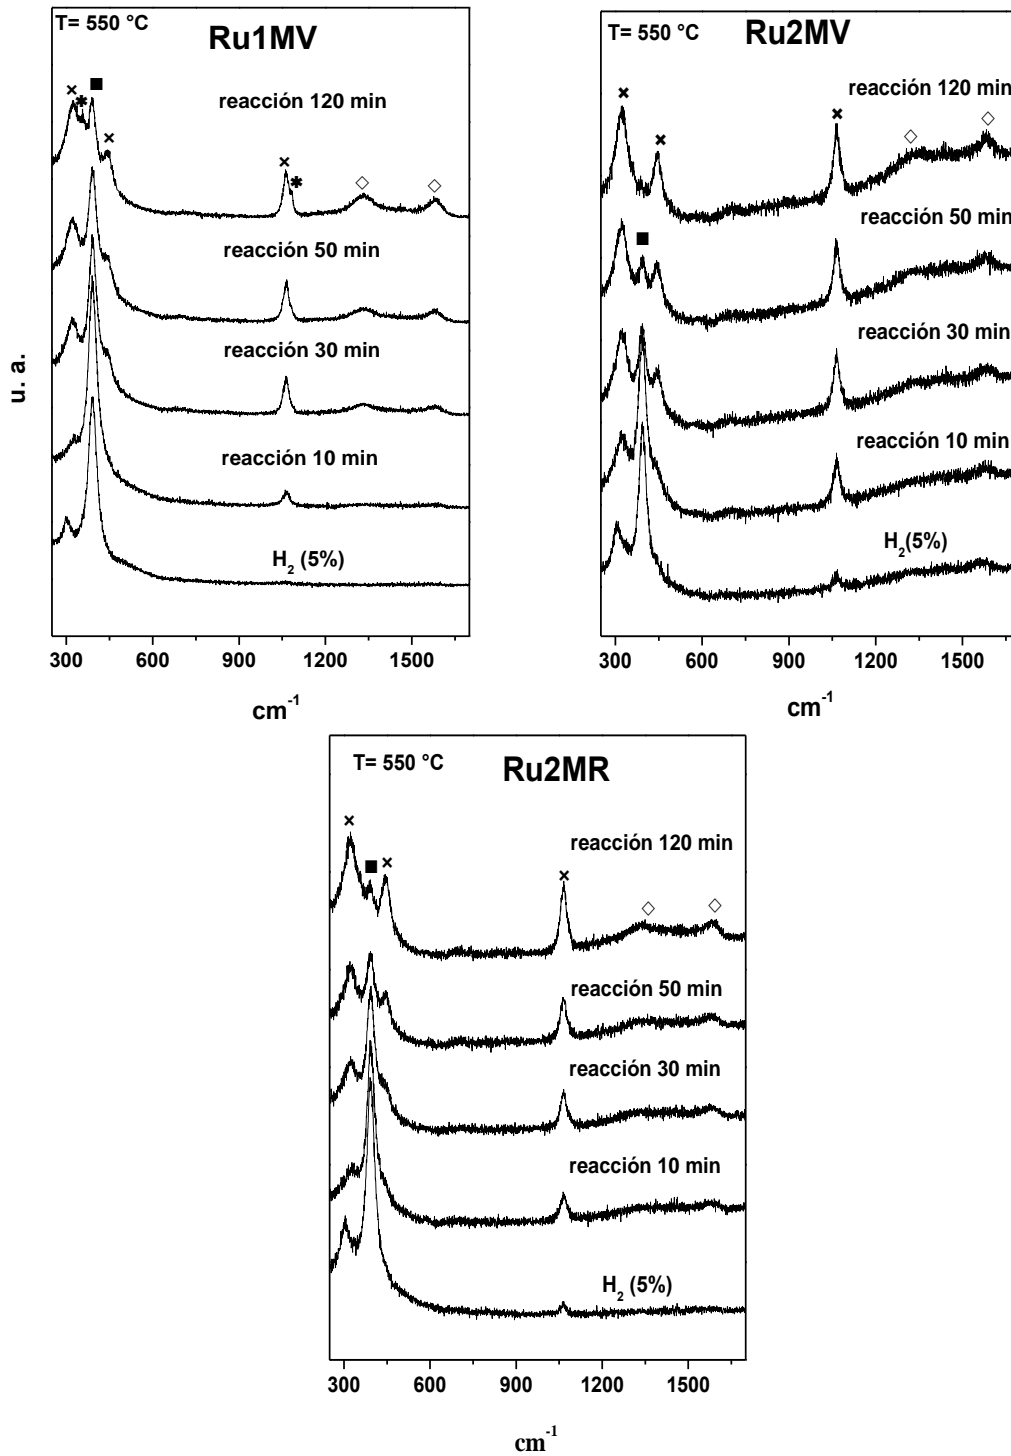 T= 550 °C
Ru1MV
reacción 120 min
reacción 50 min
reacción 30 min
reacción 10 min
H2 (5%)
300 600 900 1200 1500
cm-1
u. a.
T= 550 °C
Ru2MV
reacción 120 min
reacción 50 min
reacción 30 min
reacción 10 min
H2(5%)
300 600 900 1200 1500
cm-1
T= 550 °C
Ru2MR
reacción 120 min
reacción 50 min
reacción 30 min
reacción 10 min
H2 (5%)
300 600 900 1200 1500
cm-1